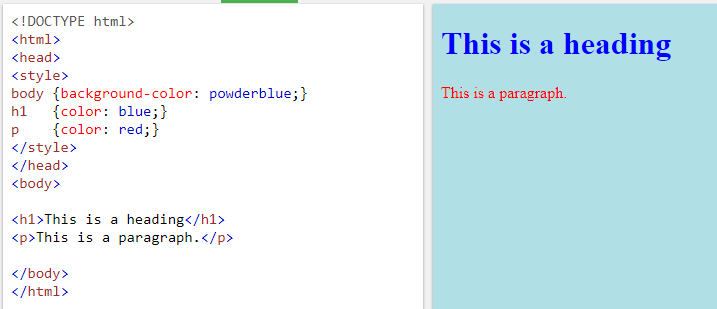 <!DOCTYPE html>
<html>
<head>
<style>
body {background-color: powderblue;}
h1   {color: blue;}
p    {color: red;}
</style>
</head>
<body>

<h1>This is a heading</h1>
<p>This is a paragraph.</p>

</body>
</html>
This is a heading
This is a paragraph.